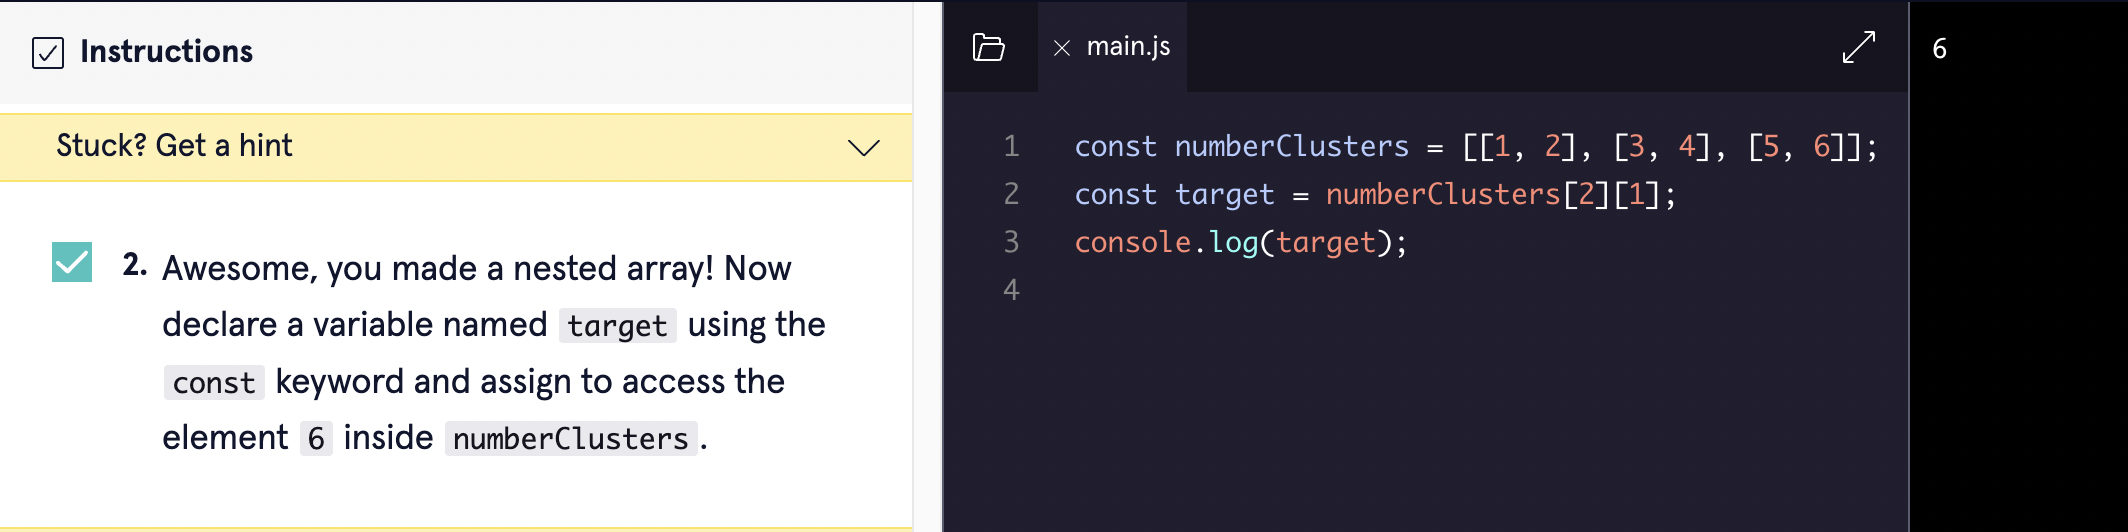 Instructions
Stuck? Get a hint
2. Awesome, you made a nested array! Now
declare a variable named target using the
const keyword and assign to access the
element 6 inside numberClusters.
main.js
1 const numberClusters = [[1, 2], [3, 4], [5, 6]];
2 const target = numberClusters[2][1];
3 console.log(target);
4
6